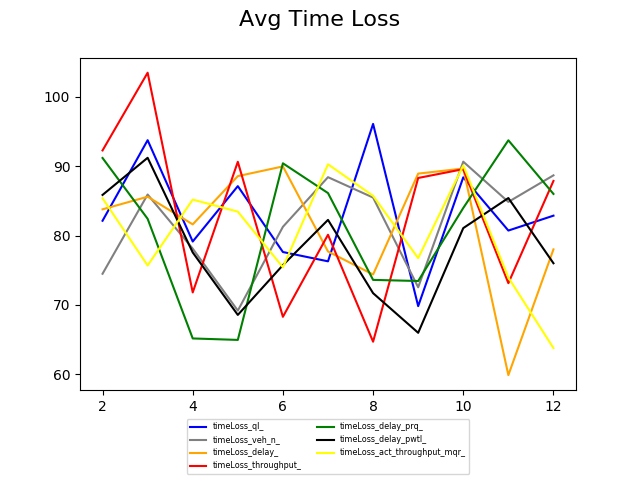 Avg Time Loss
100
90
80
70
60
2 4 6 8 10 12
timeLoss_ql_ timeLoss_delay_prq_
timeLoss_veh_n_ timeLoss_delay_pwtl_
timeLoss_delay_ timeLoss_act_throughput_mqr_
timeLoss_throughput_